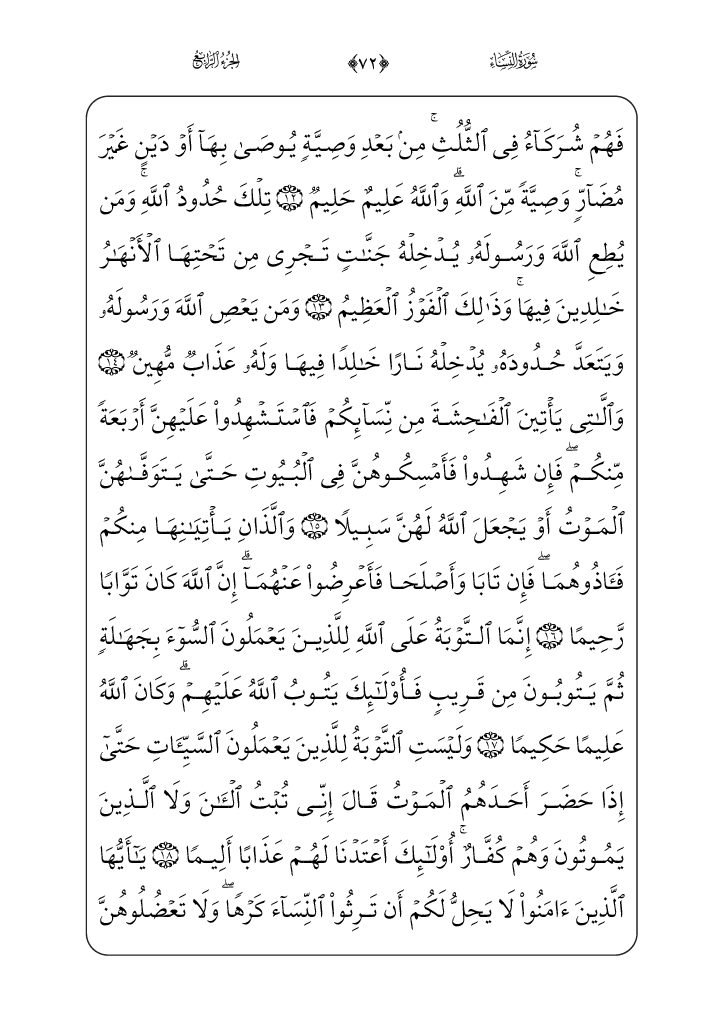 سُورَةُ النِّسَاءِ ﴿٧٢﴾ الجُزْءُ الرَّابِعُ
فَهُمۡ شُرَكَآءُ فِى ٱلثُّلُثِۚ مِنۢ بَعۡدِ وَصِيَّةٍ يُوصَىٰ بِهَآ أَوۡ دَيۡنٍ غَيۡرَ
مُضَآرٍّۚ وَصِيَّةً مِّنَ ٱللَّهِۗ وَٱللَّهُ عَلِيمٌ حَلِيمٌ ١٢ تِلۡكَ حُدُودُ ٱللَّهِۚ وَمَن
يُطِعِ ٱللَّهَ وَرَسُولَهُۥ يُدۡخِلۡهُ جَنَّٰتٍ تَجۡرِى مِن تَحۡتِهَا ٱلۡأَنۡهَٰرُ
خَٰلِدِينَ فِيهَاۚ وَذَٰلِكَ ٱلۡفَوۡزُ ٱلۡعَظِيمُ ١٣ وَمَن يَعۡصِ ٱللَّهَ وَرَسُولَهُۥ
وَيَتَعَدَّ حُدُودَهُۥ يُدۡخِلۡهُ نَارًا خَٰلِدًا فِيهَا وَلَهُۥ عَذَابٌ مُّهِينٌ ١٤
وَٱلَّٰتِى يَأۡتِينَ ٱلۡفَٰحِشَةَ مِن نِّسَآئِكُمۡ فَٱسۡتَشۡهِدُوا۟ عَلَيۡهِنَّ أَرۡبَعَةً
مِّنكُمۡۖ فَإِن شَهِدُوا۟ فَأَمۡسِكُوهُنَّ فِى ٱلۡبُيُوتِ حَتَّىٰ يَتَوَفَّىٰهُنَّ
ٱلۡمَوۡتُ أَوۡ يَجۡعَلَ ٱللَّهُ لَهُنَّ سَبِيلًا ١٥ وَٱلَّذَانِ يَأۡتِيَٰنِهَا مِنكُمۡ
فَـَٔاذُوهُمَاۖ فَإِن تَابَا وَأَصۡلَحَا فَأَعۡرِضُوا۟ عَنۡهُمَآۗ إِنَّ ٱللَّهَ كَانَ تَوَّابًا
رَّحِيمًا ١٦ إِنَّمَا ٱلتَّوۡبَةُ عَلَى ٱللَّهِ لِلَّذِينَ يَعۡمَلُونَ ٱلسُّوٓءَ بِجَهَٰلَةٍ
ثُمَّ يَتُوبُونَ مِن قَرِيبٍ فَأُو۟لَٰٓئِكَ يَتُوبُ ٱللَّهُ عَلَيۡهِمۡۗ وَكَانَ ٱللَّهُ
عَلِيمًا حَكِيمًا ١٧ وَلَيۡسَتِ ٱلتَّوۡبَةُ لِلَّذِينَ يَعۡمَلُونَ ٱلسَّيِّـَٔاتِ حَتَّىٰٓ
إِذَا حَضَرَ أَحَدَهُمُ ٱلۡمَوۡتُ قَالَ إِنِّى تُبۡتُ ٱلۡـَٰٔنَ وَلَا ٱلَّذِينَ
يَمُوتُونَ وَهُمۡ كُفَّارٌۚ أُو۟لَٰٓئِكَ أَعۡتَدۡنَا لَهُمۡ عَذَابًا أَلِيمًا ١٨ يَٰٓأَيُّهَا
ٱلَّذِينَ ءَامَنُوا۟ لَا يَحِلُّ لَكُمۡ أَن تَرِثُوا۟ ٱلنِّسَآءَ كَرۡهًاۖ وَلَا تَعۡضُلُوهُنَّ